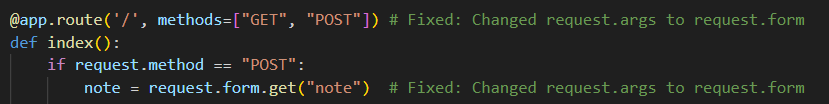 @app.route('/', methods=["GET", "POST"]) # Fixed: Changed request.args to request.form
def index():
    if request.method == "POST":
        note = request.form.get("note")  # Fixed: Changed request.args to request.form